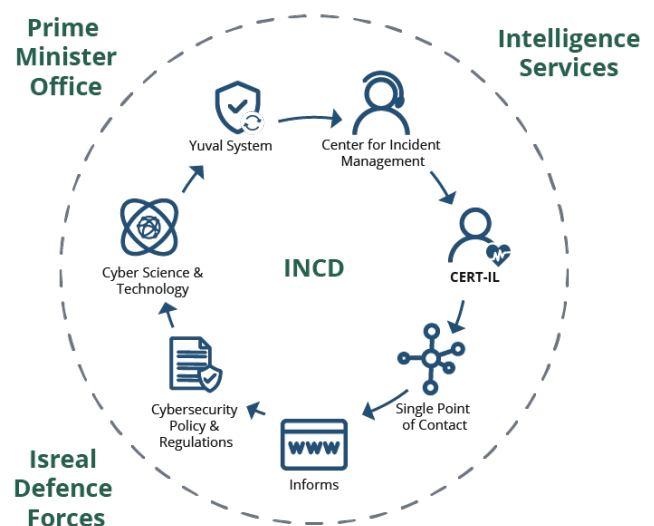 Prime
Minister
Office
Intelligence
Services
Yuval System
Center for Incident
Management
Cyber Science &
Technology
INCD
CERT-IL
Cybersecurity
Policy &
Regulations
Single Point
of Contact
www
Informs
Isreal
Defence
Forces